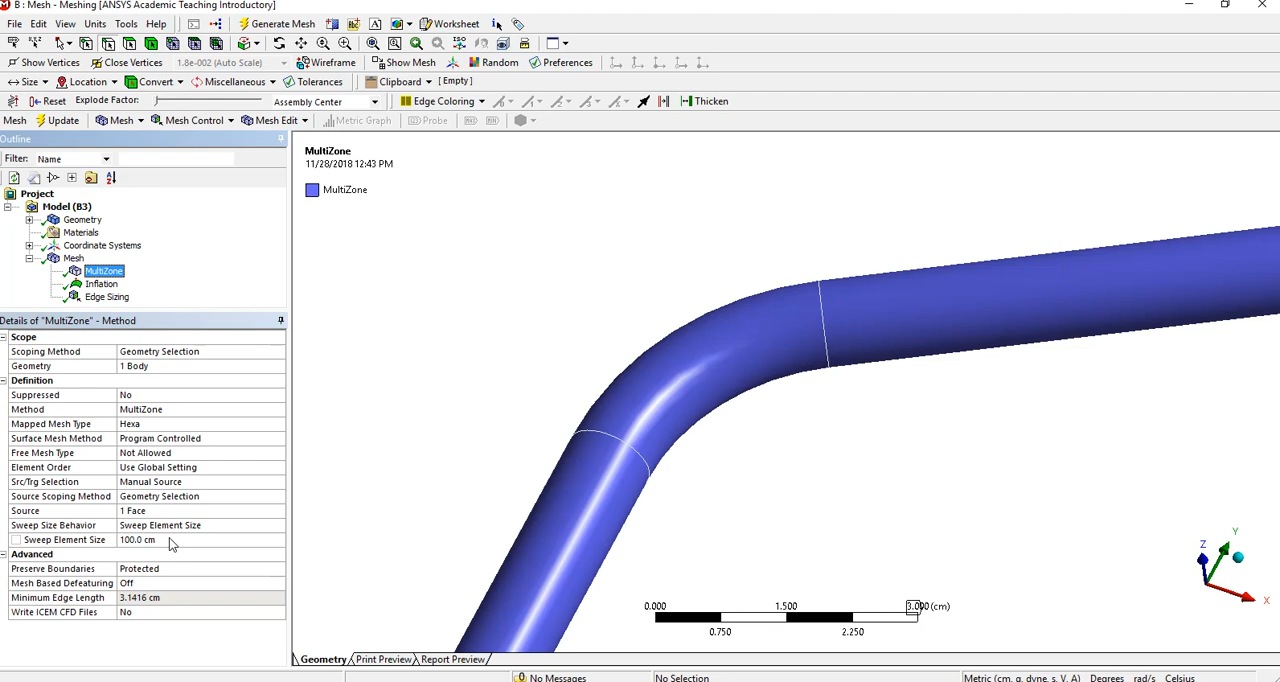 B : Mesh - Meshing [ANSYS Academic Teaching Introductory]
File Edit View Units Tools Help Generate Mesh A Worksheet i
Show Vertices Close Vertices 1.8e-002 (Auto Scale) Wireframe Show Mesh Random Preferences
Size Location Convert Miscellaneous Tolerances Clipboard [Empty]
Reset Explode Factor: Assembly Center Edge Coloring Thicken
Mesh Update Mesh Mesh Control Mesh Edit Metric Graph Probe
Outline
Filter: Name
Project
Model (B3)
Geometry
Materials
Coordinate Systems
Mesh
MultiZone
Inflation
Edge Sizing
Details of "MultiZone" - Method
Scope
Scoping Method Geometry Selection
Geometry 1 Body
Definition
Suppressed No
Method MultiZone
Mapped Mesh Type Hexa
Surface Mesh Method Program Controlled
Free Mesh Type Not Allowed
Element Order Use Global Setting
Src/Trg Selection Manual Source
Source Scoping Method Geometry Selection
Source 1 Face
Sweep Size Behavior Sweep Element Size
Sweep Element Size 100.0 cm
Advanced
Preserve Boundaries Protected
Mesh Based Defeaturing Off
Minimum Edge Length 3.1416 cm
Write ICEM CFD Files No
MultiZone
11/28/2018 12:43 PM
MultiZone
Y
Z
X
0.000 1.500 3.000 (cm)
0.750 2.250
Geometry Print Preview Report Preview
No Messages No Selection Metric (cm, g, dyne, s, V, A) Degrees rad/s Celsius